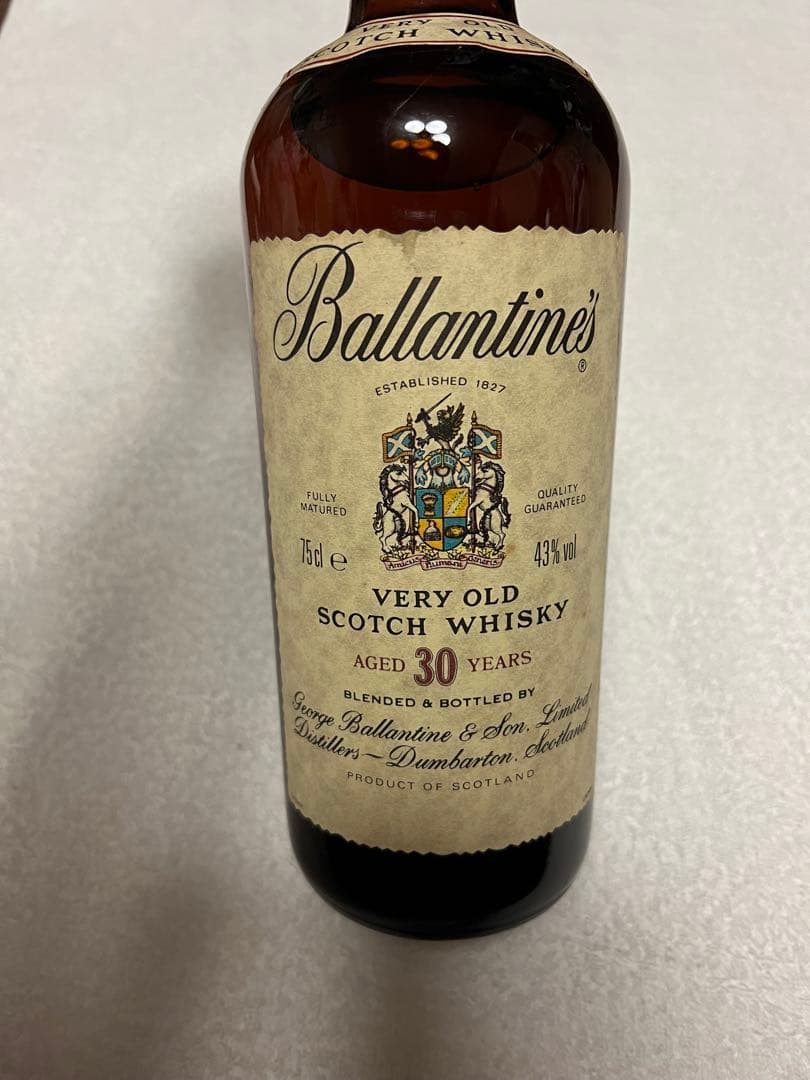 VERY OLD
SCOTCH WHISKY
Ballantine's
®
ESTABLISHED 1827
FULLY
MATURED
QUALITY
GUARANTEED
75cl e
43% vol
Amicus Humani Generis
VERY OLD
SCOTCH WHISKY
AGED 30 YEARS
BLENDED & BOTTLED BY
George Ballantine & Son, Limited
Distillers — Dumbarton, Scotland
PRODUCT OF SCOTLAND